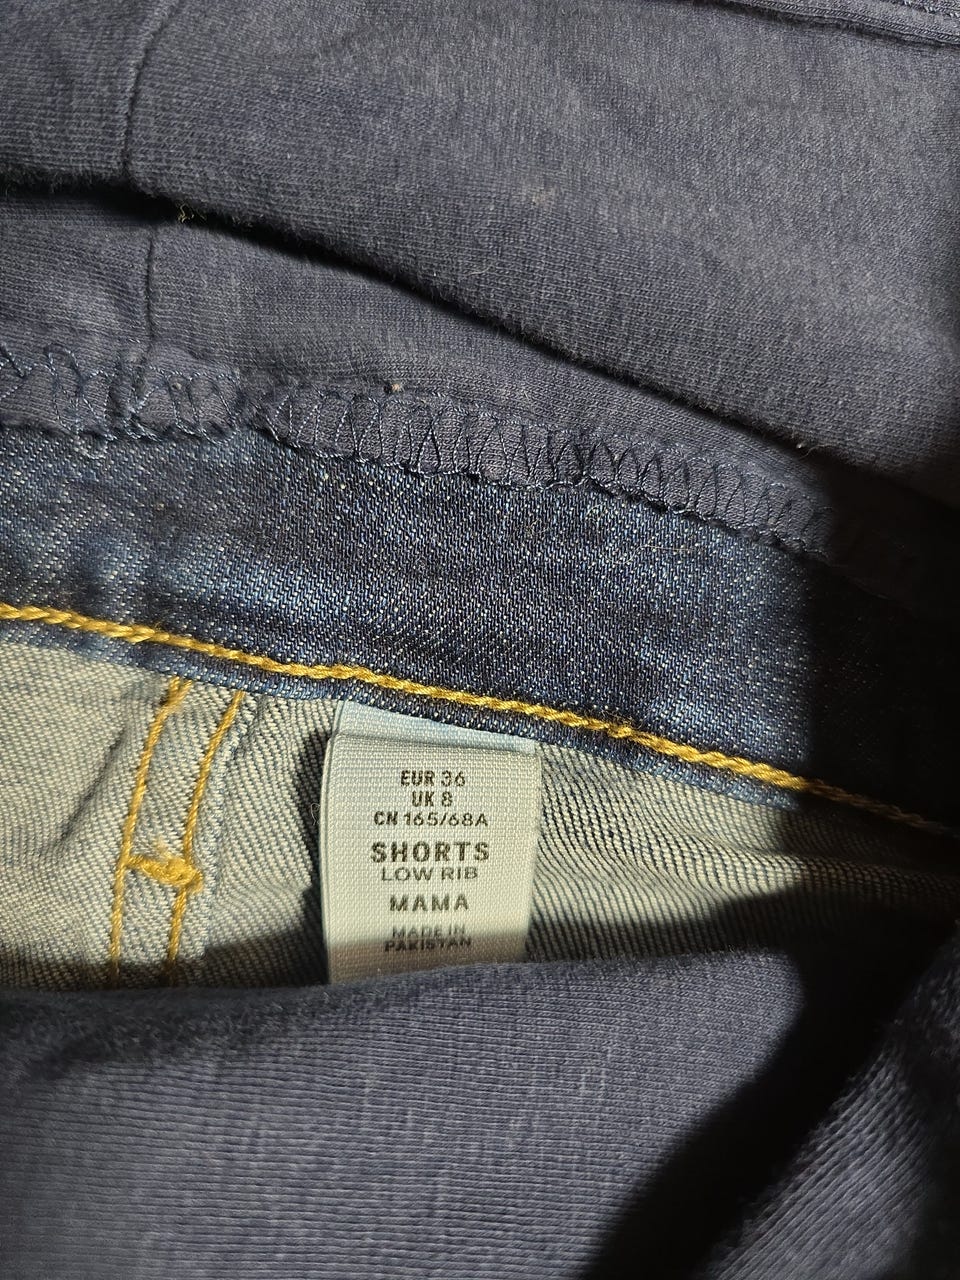 EUR 36
UK 8
CN 165/68A
SHORTS
LOW RIB
MAMA
MADE IN
PAKISTAN